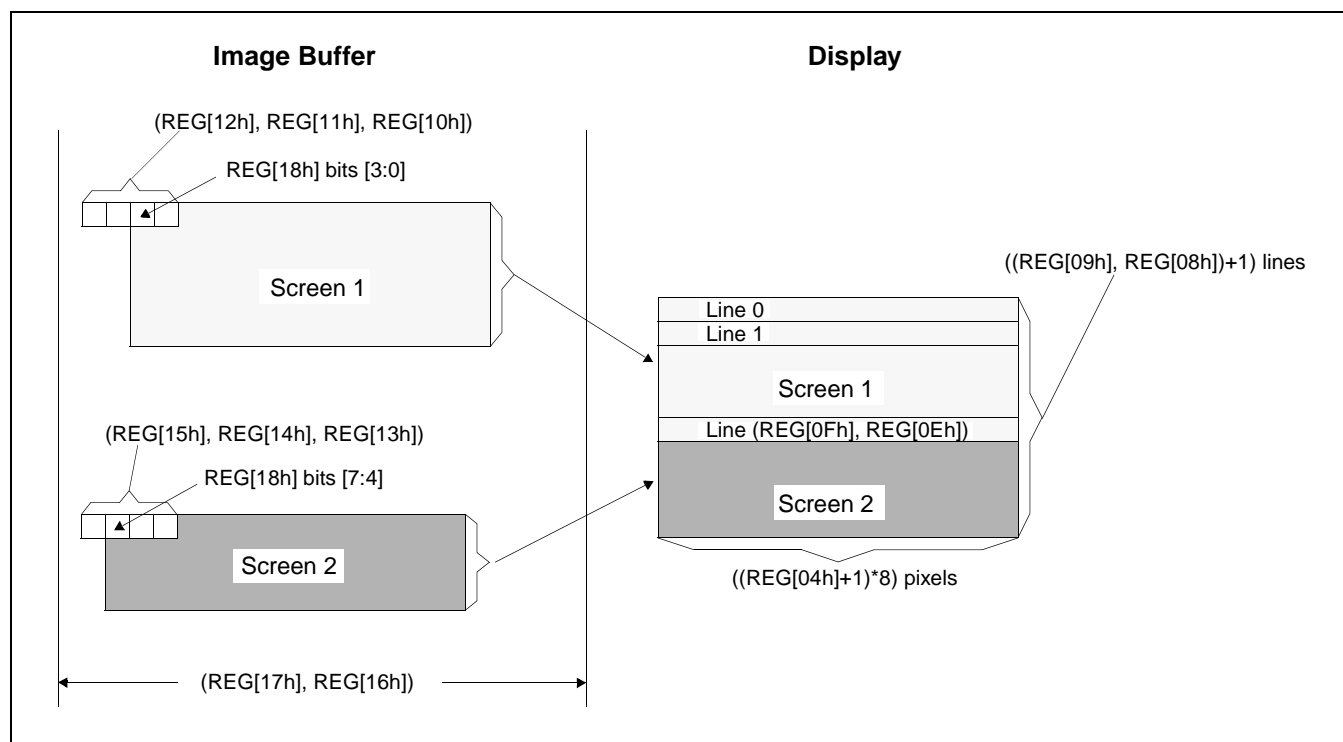 Image Buffer
Display
(REG[12h], REG[11h], REG[10h])
REG[18h] bits [3:0]
Screen 1
((REG[09h], REG[08h])+1) lines
Line 0
Line 1
Screen 1
Line (REG[0Fh], REG[0Eh])
Screen 2
((REG[04h]+1)*8) pixels
(REG[15h], REG[14h], REG[13h])
REG[18h] bits [7:4]
Screen 2
(REG[17h], REG[16h])